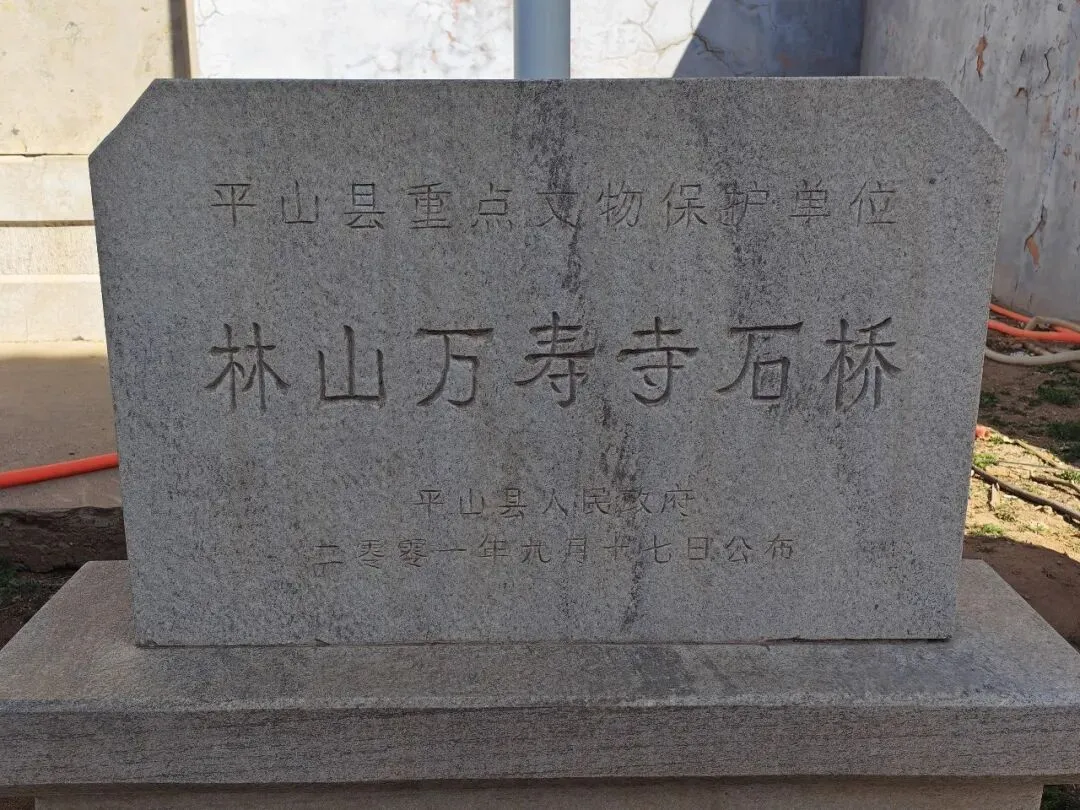 平山县重点文物保护单位
林山万寿寺石桥
平山县人民政府
二零零一年九月十七日公布